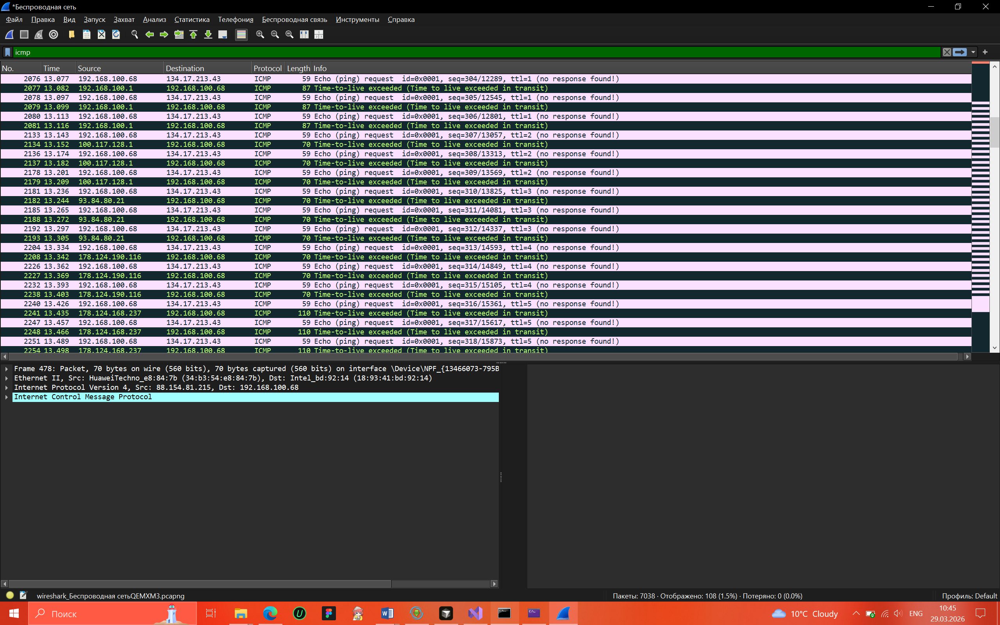 *Беспроводная сеть
Файл Правка Вид Запуск Захват Анализ Статистика Телефония Беспроводная связь Инструменты Справка
icmp
No. Time Source Destination Protocol Length Info
2076 13.077 192.168.100.68 134.17.213.43 ICMP 59 Echo (ping) request id=0x0001, seq=304/12289, ttl=1 (no response found!)
2077 13.082 192.168.100.1 192.168.100.68 ICMP 87 Time-to-live exceeded (Time to live exceeded in transit)
2078 13.097 192.168.100.68 134.17.213.43 ICMP 59 Echo (ping) request id=0x0001, seq=305/12545, ttl=1 (no response found!)
2079 13.099 192.168.100.1 192.168.100.68 ICMP 87 Time-to-live exceeded (Time to live exceeded in transit)
2080 13.113 192.168.100.68 134.17.213.43 ICMP 59 Echo (ping) request id=0x0001, seq=306/12801, ttl=1 (no response found!)
2081 13.116 192.168.100.1 192.168.100.68 ICMP 87 Time-to-live exceeded (Time to live exceeded in transit)
2133 13.143 192.168.100.68 134.17.213.43 ICMP 59 Echo (ping) request id=0x0001, seq=307/13057, ttl=2 (no response found!)
2134 13.152 100.117.128.1 192.168.100.68 ICMP 70 Time-to-live exceeded (Time to live exceeded in transit)
2136 13.174 192.168.100.68 134.17.213.43 ICMP 59 Echo (ping) request id=0x0001, seq=308/13313, ttl=2 (no response found!)
2137 13.182 100.117.128.1 192.168.100.68 ICMP 70 Time-to-live exceeded (Time to live exceeded in transit)
2178 13.201 192.168.100.68 134.17.213.43 ICMP 59 Echo (ping) request id=0x0001, seq=309/13569, ttl=2 (no response found!)
2179 13.209 100.117.128.1 192.168.100.68 ICMP 70 Time-to-live exceeded (Time to live exceeded in transit)
2181 13.236 192.168.100.68 134.17.213.43 ICMP 59 Echo (ping) request id=0x0001, seq=310/13825, ttl=3 (no response found!)
2182 13.244 93.84.80.21 192.168.100.68 ICMP 70 Time-to-live exceeded (Time to live exceeded in transit)
2185 13.265 192.168.100.68 134.17.213.43 ICMP 59 Echo (ping) request id=0x0001, seq=311/14081, ttl=3 (no response found!)
2188 13.272 93.84.80.21 192.168.100.68 ICMP 70 Time-to-live exceeded (Time to live exceeded in transit)
2192 13.297 192.168.100.68 134.17.213.43 ICMP 59 Echo (ping) request id=0x0001, seq=312/14337, ttl=3 (no response found!)
2193 13.305 93.84.80.21 192.168.100.68 ICMP 70 Time-to-live exceeded (Time to live exceeded in transit)
2204 13.334 192.168.100.68 134.17.213.43 ICMP 59 Echo (ping) request id=0x0001, seq=313/14593, ttl=4 (no response found!)
2208 13.342 178.124.190.116 192.168.100.68 ICMP 70 Time-to-live exceeded (Time to live exceeded in transit)
2226 13.362 192.168.100.68 134.17.213.43 ICMP 59 Echo (ping) request id=0x0001, seq=314/14849, ttl=4 (no response found!)
2227 13.369 178.124.190.116 192.168.100.68 ICMP 70 Time-to-live exceeded (Time to live exceeded in transit)
2232 13.393 192.168.100.68 134.17.213.43 ICMP 59 Echo (ping) request id=0x0001, seq=315/15105, ttl=4 (no response found!)
2238 13.403 178.124.190.116 192.168.100.68 ICMP 70 Time-to-live exceeded (Time to live exceeded in transit)
2240 13.426 192.168.100.68 134.17.213.43 ICMP 59 Echo (ping) request id=0x0001, seq=316/15361, ttl=5 (no response found!)
2241 13.435 178.124.168.237 192.168.100.68 ICMP 110 Time-to-live exceeded (Time to live exceeded in transit)
2247 13.457 192.168.100.68 134.17.213.43 ICMP 59 Echo (ping) request id=0x0001, seq=317/15617, ttl=5 (no response found!)
2248 13.466 178.124.168.237 192.168.100.68 ICMP 110 Time-to-live exceeded (Time to live exceeded in transit)
2251 13.489 192.168.100.68 134.17.213.43 ICMP 59 Echo (ping) request id=0x0001, seq=318/15873, ttl=5 (no response found!)
2254 13.498 178.124.168.237 192.168.100.68 ICMP 110 Time-to-live exceeded (Time to live exceeded in transit)
Frame 478: Packet, 70 bytes on wire (560 bits), 70 bytes captured (560 bits) on interface \Device\NPF_{13466073-795B
Ethernet II, Src: HuaweiTechno_e8:84:7b (34:b3:54:e8:84:7b), Dst: Intel_bd:92:14 (18:93:41:bd:92:14)
Internet Protocol Version 4, Src: 88.154.81.215, Dst: 192.168.100.68
Internet Control Message Protocol
wireshark_Беспроводная сетьQEMXM3.pcapng
Пакеты: 7038 · Отображено: 108 (1.5%) · Потеряно: 0 (0.0%)
Профиль: Default
Поиск
10°C Cloudy
ENG
10:45
29.03.2026